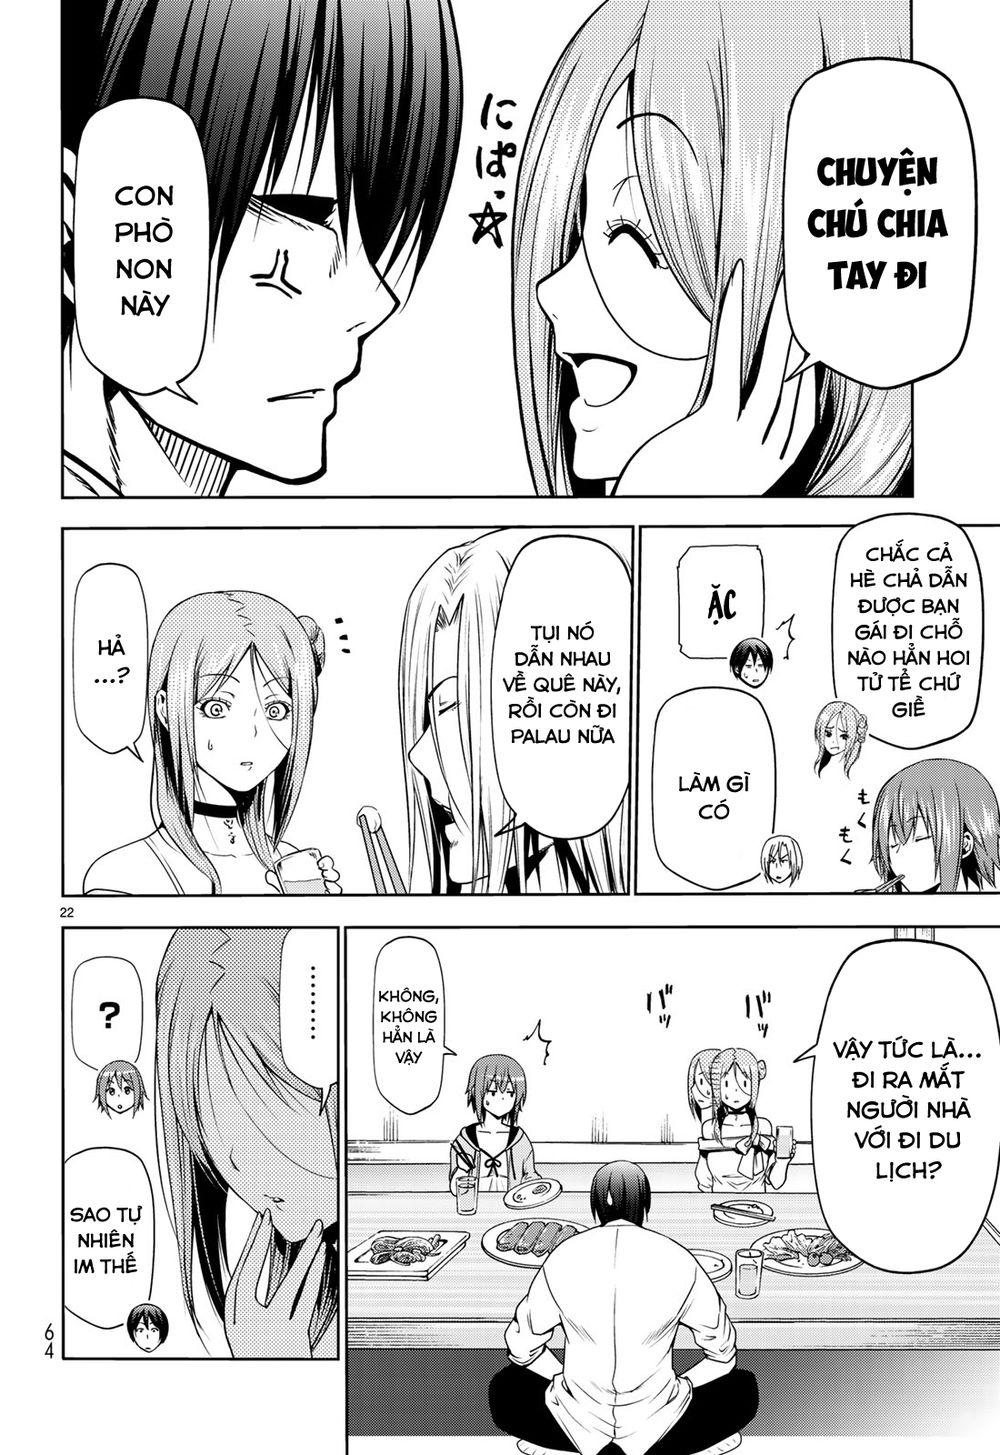 CHUYỆN
CHÚ CHIA
TAY ĐI
にぱっ☆
CON
PHÒ
NON
NÀY
CHẮC CẢ
HÈ CHẢ DẪN
ĐƯỢC BẠN
GÁI ĐI CHỖ
NÀO HẲN HOI
TỬ TẾ CHỨ
GIỀ
ẶC
LÀM GÌ
CÓ
もく
もく
TỤI NÓ
DẪN NHAU
VỀ QUÊ NÀY,
RỒI CÒN ĐI
PALAU NỮA
HẢ
...?
22
VẬY TỨC LÀ...
ĐI RA MẮT
NGƯỜI NHÀ
VỚI ĐI DU
LỊCH?
バッ
バッ
KHÔNG,
KHÔNG
HẲN LÀ
VẬY
........
?
SAO TỰ
NHIÊN
IM THẾ
64